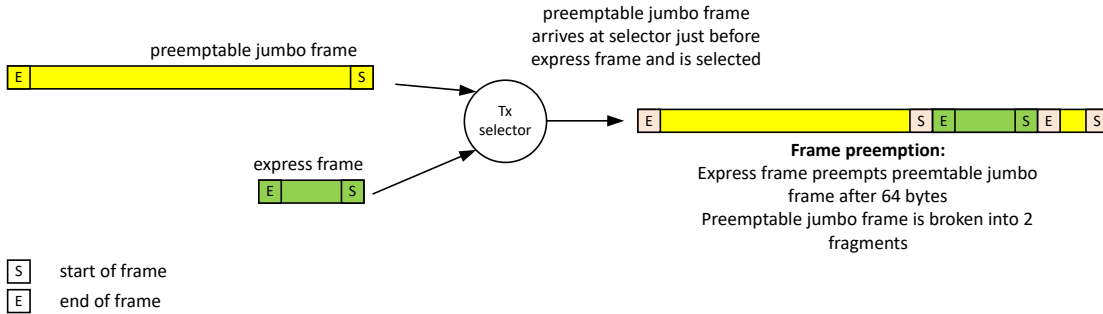 preemptable jumbo frame
E
S
preemptable jumbo frame
arrives at selector just before
express frame and is selected
Tx
selector
E
S
E
S
E
S
express frame
E
S
Frame preemption:
Express frame preempts preemtable jumbo
frame after 64 bytes
Preemptable jumbo frame is broken into 2
fragments
S
start of frame
E
end of frame